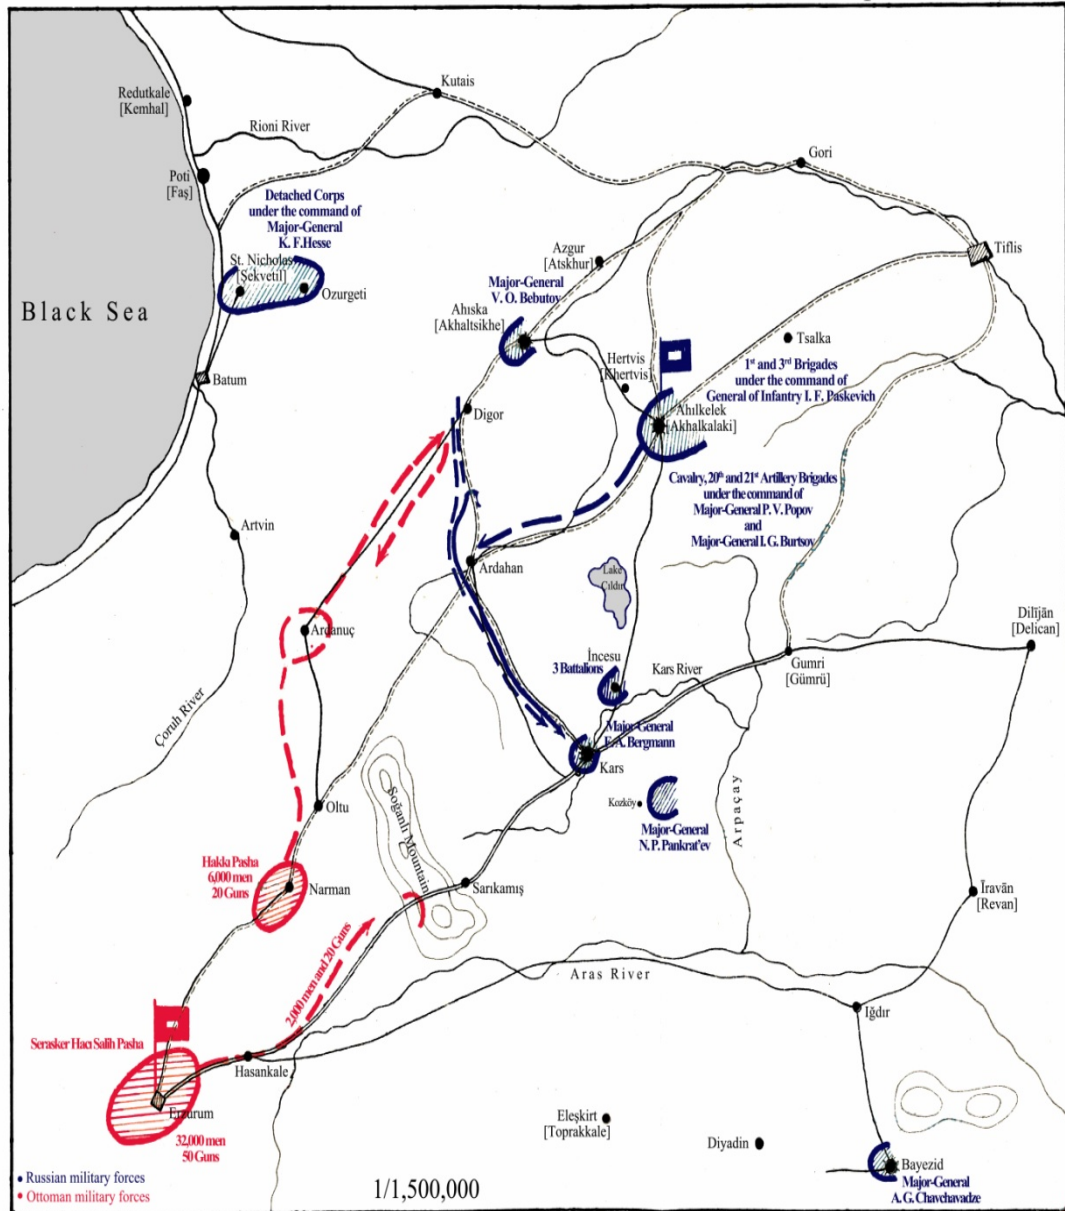 Kutais
Redutkale
[Kemhal]
Rioni River
Gori
Poti
[Faş]
Detached Corps
under the command of
Major-General
K. F.Hesse
Tiflis
Azgur
[Atskhur]
St. Nicholas
[Şekvetil]
Ozurgeti
Major-General
V. O. Bebutov
Black Sea
Ahıska
[Akhaltsikhe]
Tsalka
Hertvis
[Khertvis]
1st and 3rd Brigades
under the command of
General of Infantry I. F. Paskevich
Batum
Digor
Ahılkelek
[Akhalkalaki]
Cavalry, 20th and 21st Artillery Brigades
under the command of
Major-General P. V. Popov
and
Major-General I. G. Burtsov
Artvin
Ardahan
Lake
Çıldır
Dilījān
[Delican]
Ardanuç
İncesu
3 Battalions
Kars River
Gumri
[Gümrü]
Çoruh River
Major-General
E. A. Bergmann
Kars
Soğanlı Mountain
Oltu
Kozköy
Arpaçay
Major-General
N. P. Pankrat'ev
Hakkı Pasha
6,000 men
20 Guns
Narman
Sarıkamış
Īravān
[Revan]
2,000 men and 20 Guns
Aras River
Iğdır
Serasker Hacı Salih Pasha
Hasankale
Erzurum
32,000 men
50 Guns
Eleşkirt
[Toprakkale]
Diyadin
Bayezid
Major-General
A. G. Chavchavadze
Russian military forces
Ottoman military forces
1/1,500,000